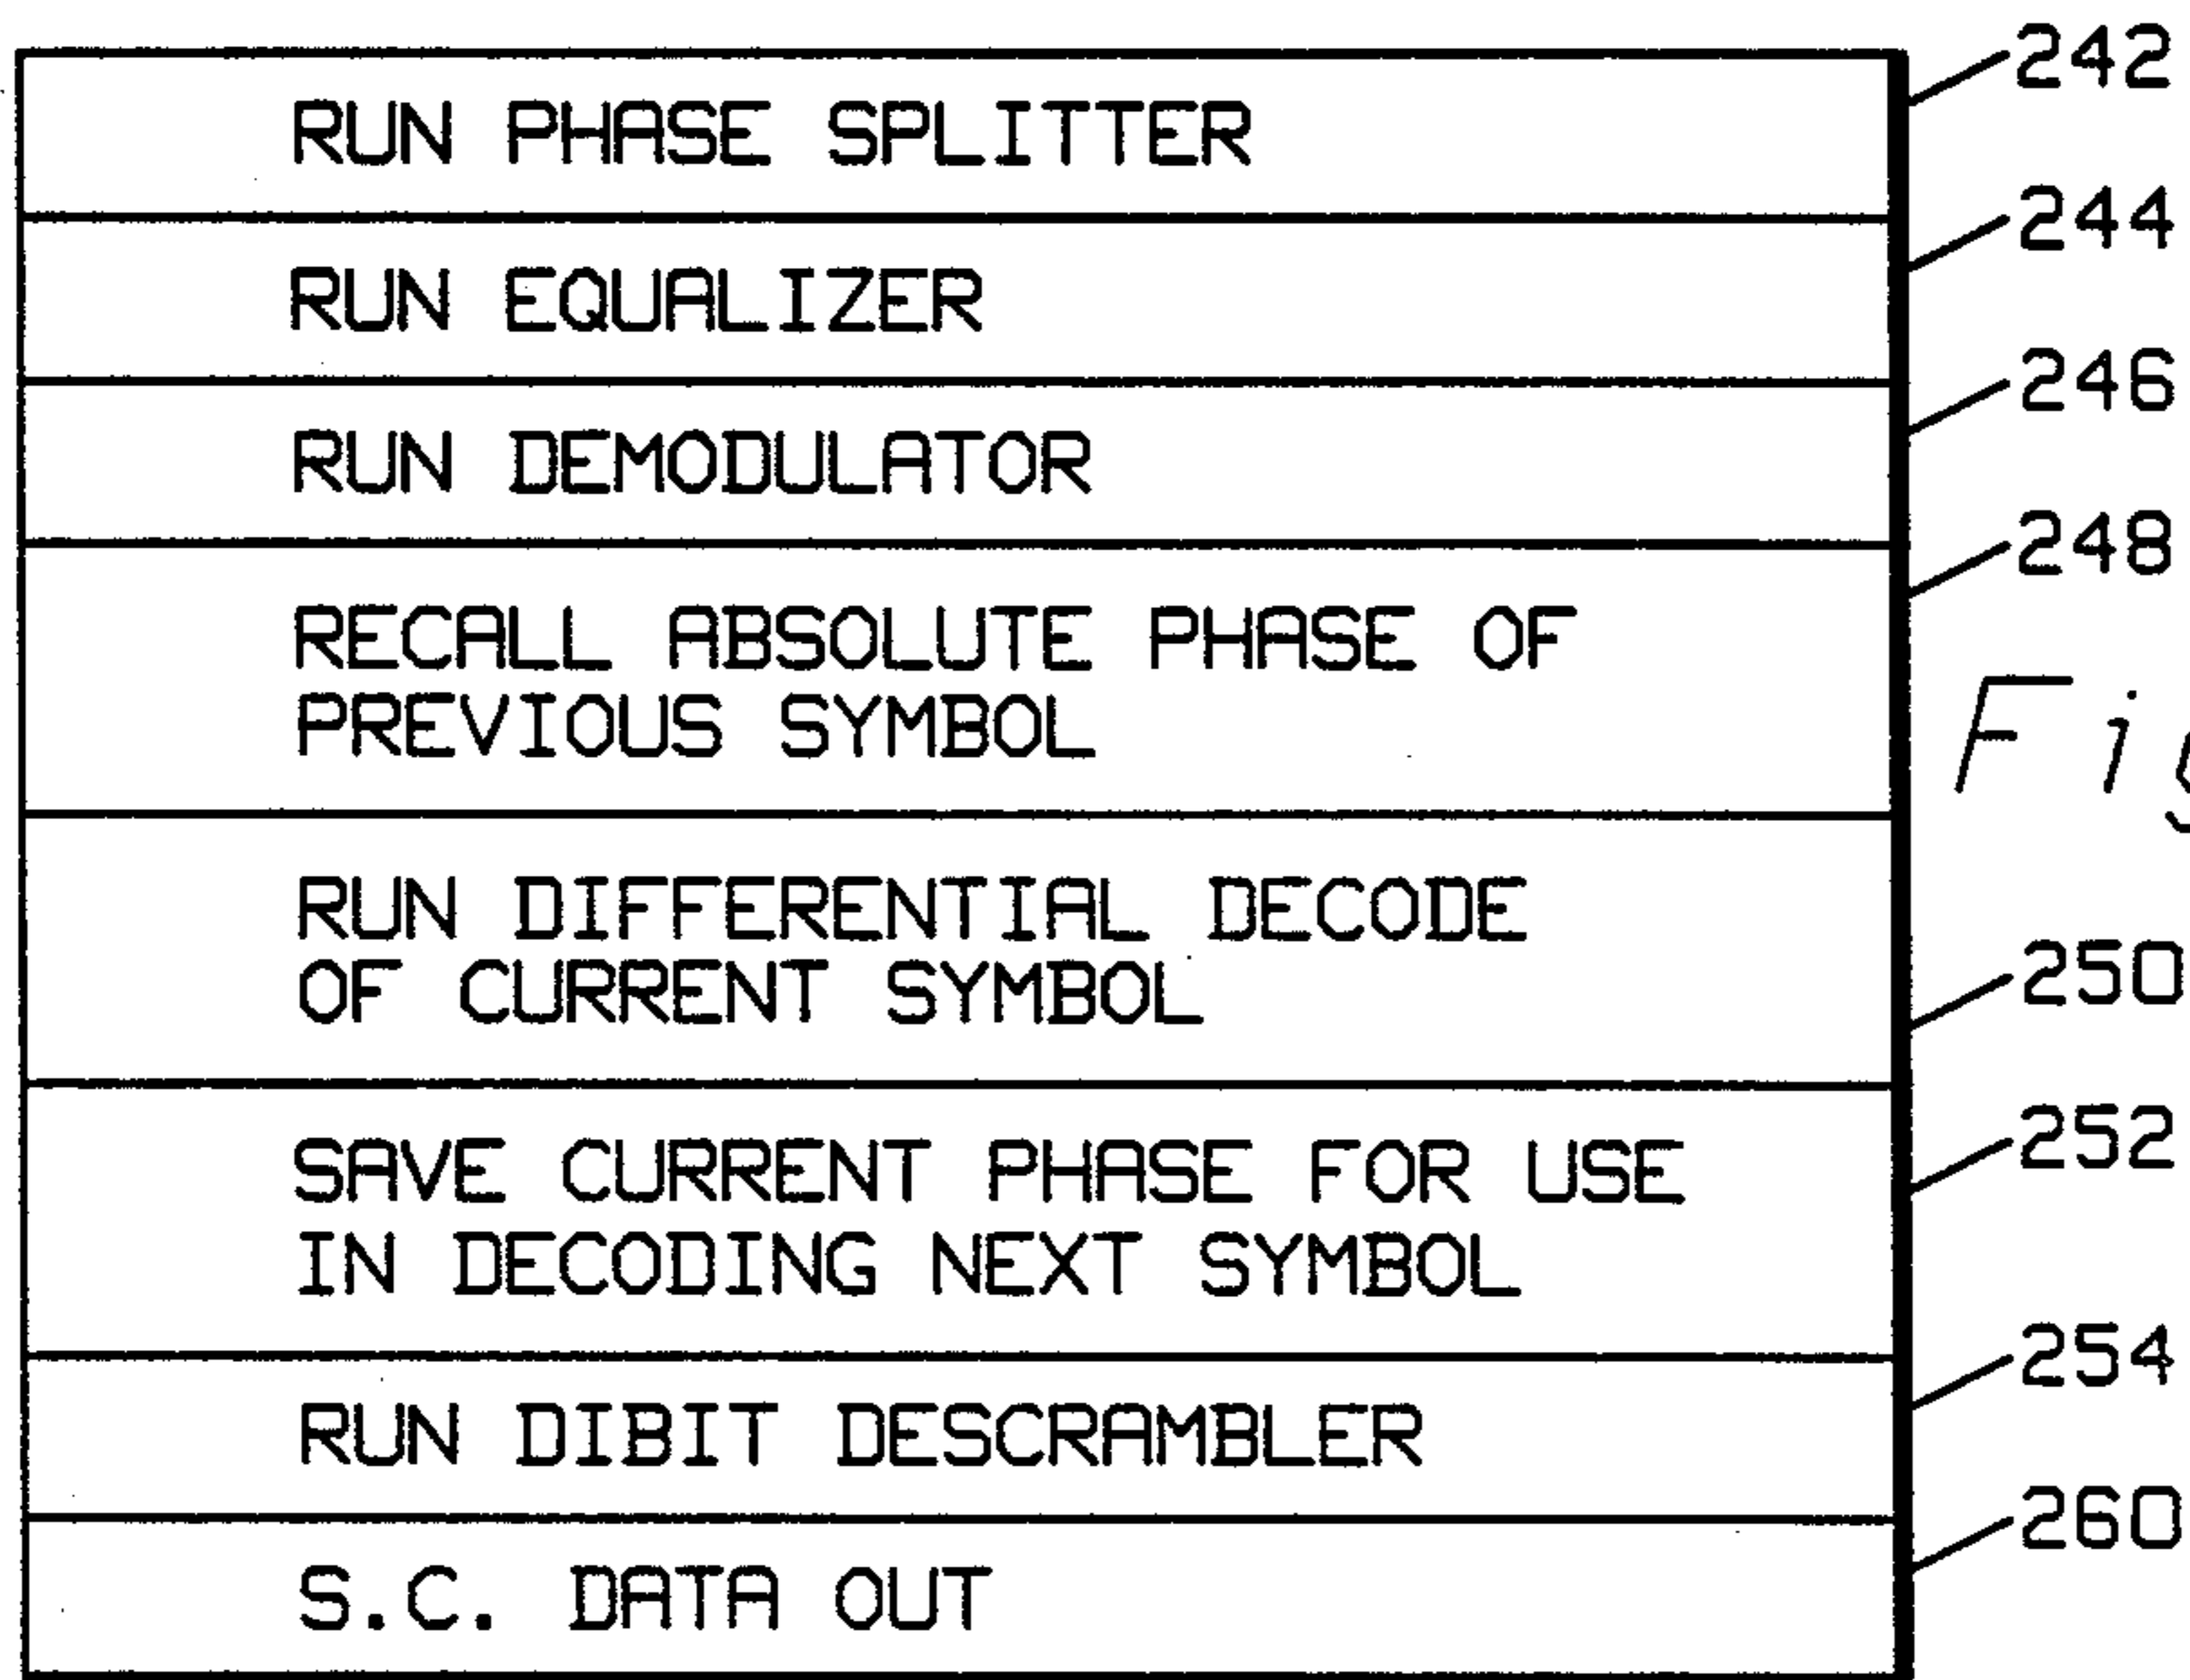 242
RUN PHASE SPLITTER
244
RUN EQUALIZER
246
RUN DEMODULATOR
248
RECALL ABSOLUTE PHASE OF
PREVIOUS SYMBOL
Fig
RUN DIFFERENTIAL DECODE
OF CURRENT SYMBOL
250
252
SAVE CURRENT PHASE FOR USE
IN DECODING NEXT SYMBOL
254
RUN DIBIT DESCRAMBLER
260
S.C. DATA OUT